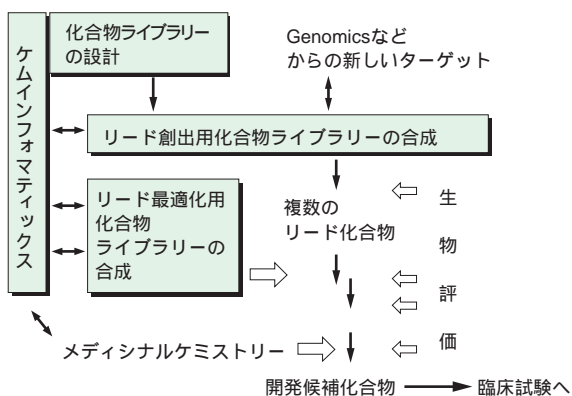 ケムインフォマティックス
化合物ライブラリー
の設計
Genomicsなど
からの新しいターゲット
リード創出用化合物ライブラリーの合成
リード最適化用
化合物
ライブラリーの
合成
複数の
リード化合物
生物評価
メディシナルケミストリー
開発候補化合物
臨床試験へ